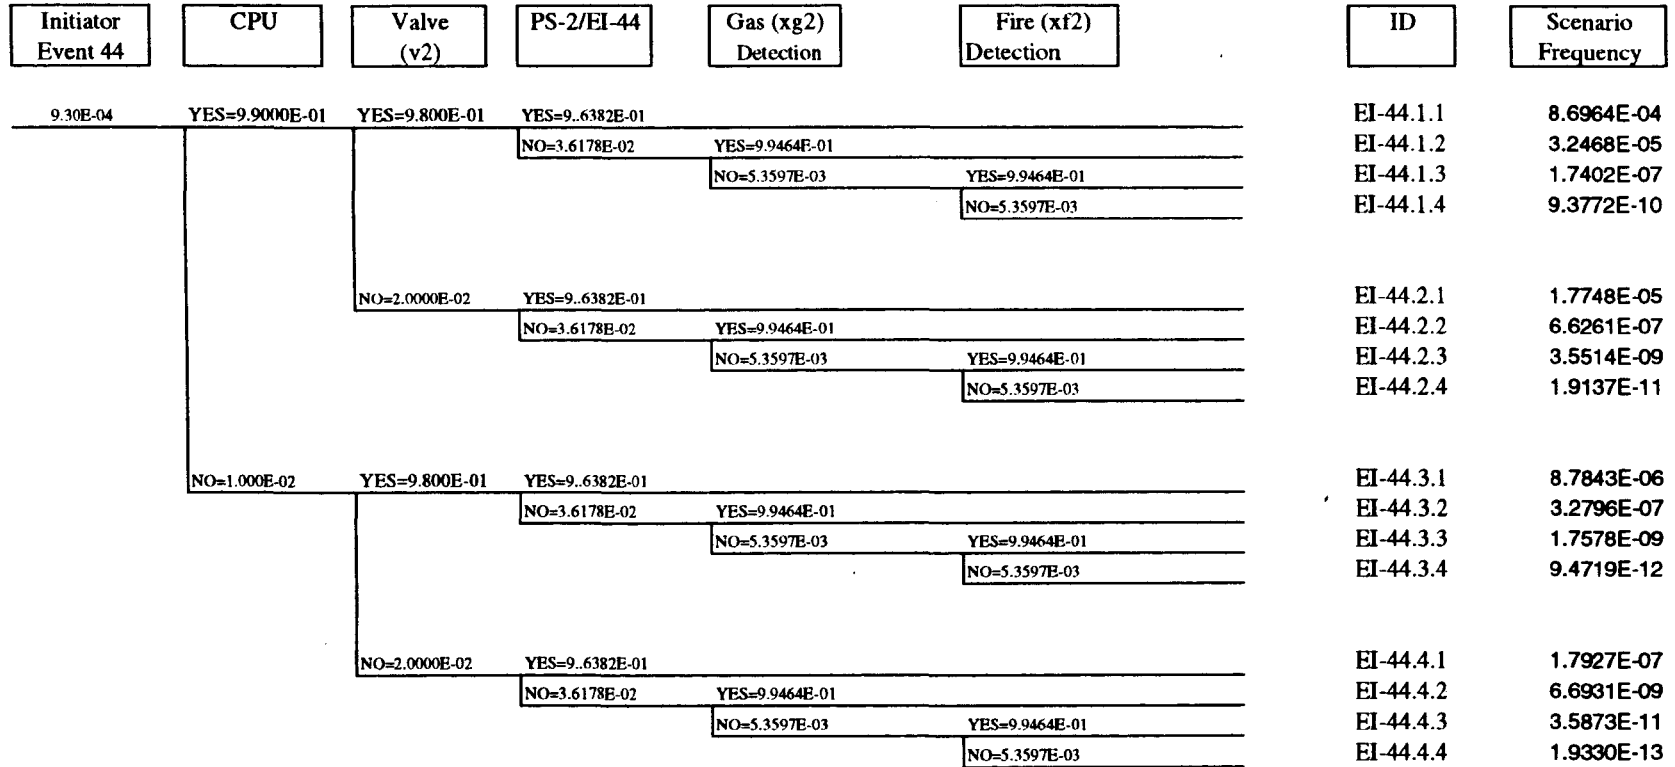 Initiator Event 44 CPU Valve (v2) PS-2/EI-44 Gas (xg2) Detection Fire (xf2) Detection ID Scenario Frequency
9.30E-04 YES=9.9000E-01 YES=9.800E-01 YES=9..6382E-01 EI-44.1.1 8.6964E-04
NO=3.6178E-02 YES=9.9464E-01 EI-44.1.2 3.2468E-05
NO=5.3597E-03 YES=9.9464E-01 EI-44.1.3 1.7402E-07
NO=5.3597E-03 EI-44.1.4 9.3772E-10
NO=2.0000E-02 YES=9..6382E-01 EI-44.2.1 1.7748E-05
NO=3.6178E-02 YES=9.9464E-01 EI-44.2.2 6.6261E-07
NO=5.3597E-03 YES=9.9464E-01 EI-44.2.3 3.5514E-09
NO=5.3597E-03 EI-44.2.4 1.9137E-11
NO=1.000E-02 YES=9.800E-01 YES=9..6382E-01 EI-44.3.1 8.7843E-06
NO=3.6178E-02 YES=9.9464E-01 EI-44.3.2 3.2796E-07
NO=5.3597E-03 YES=9.9464E-01 EI-44.3.3 1.7578E-09
NO=5.3597E-03 EI-44.3.4 9.4719E-12
NO=2.0000E-02 YES=9..6382E-01 EI-44.4.1 1.7927E-07
NO=3.6178E-02 YES=9.9464E-01 EI-44.4.2 6.6931E-09
NO=5.3597E-03 YES=9.9464E-01 EI-44.4.3 3.5873E-11
NO=5.3597E-03 EI-44.4.4 1.9330E-13